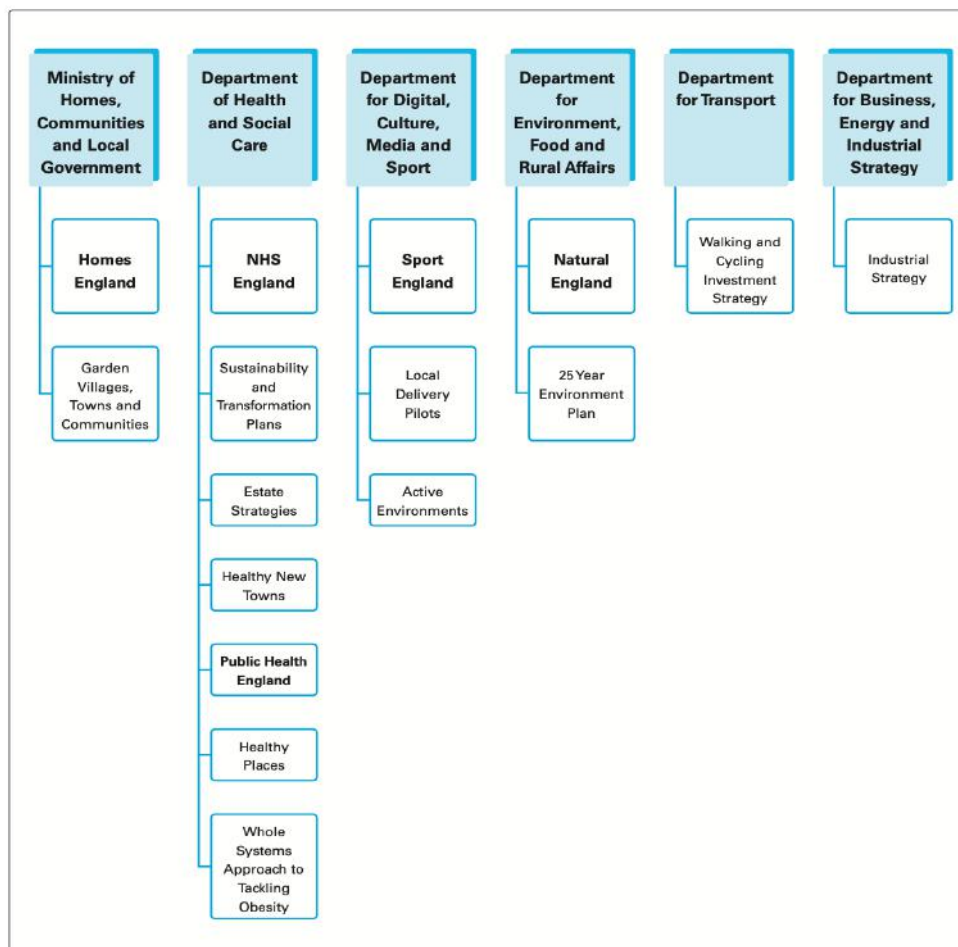 Ministry of
Homes,
Communities
and Local
Government
Homes
England
Garden
Villages,
Towns and
Communities
Department
of Health
and Social
Care
NHS
England
Sustainability
and
Transformation
Plans
Estate
Strategies
Healthy New
Towns
Public Health
England
Healthy
Places
Whole
Systems
Approach to
Tackling
Obesity
Department
for Digital,
Culture,
Media and
Sport
Sport
England
Local
Delivery
Pilots
Active
Environments
Department
for
Environment,
Food and
Rural Affairs
Natural
England
25 Year
Environment
Plan
Department
for Transport
Walking and
Cycling
Investment
Strategy
Department
for Business,
Energy and
Industrial
Strategy
Industrial
Strategy